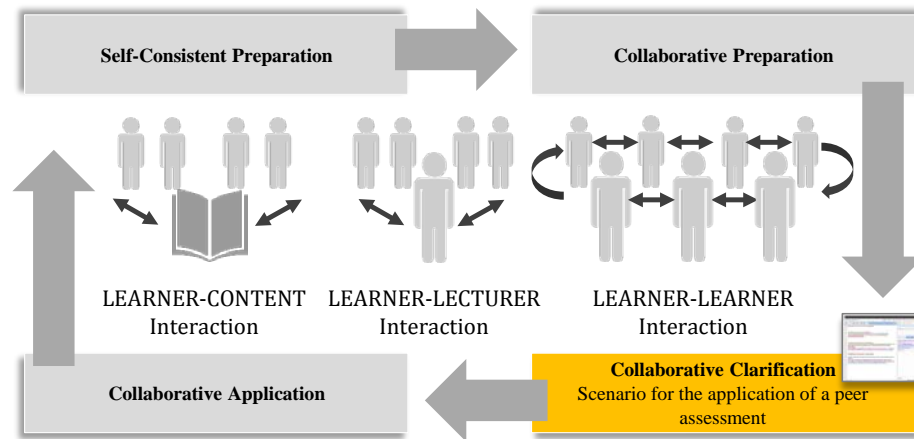 Self-Consistent Preparation
Collaborative Preparation
LEARNER-CONTENT
Interaction
LEARNER-LECTURER
Interaction
LEARNER-LEARNER
Interaction
Collaborative Application
Collaborative Clarification
Scenario for the application of a peer
assessment